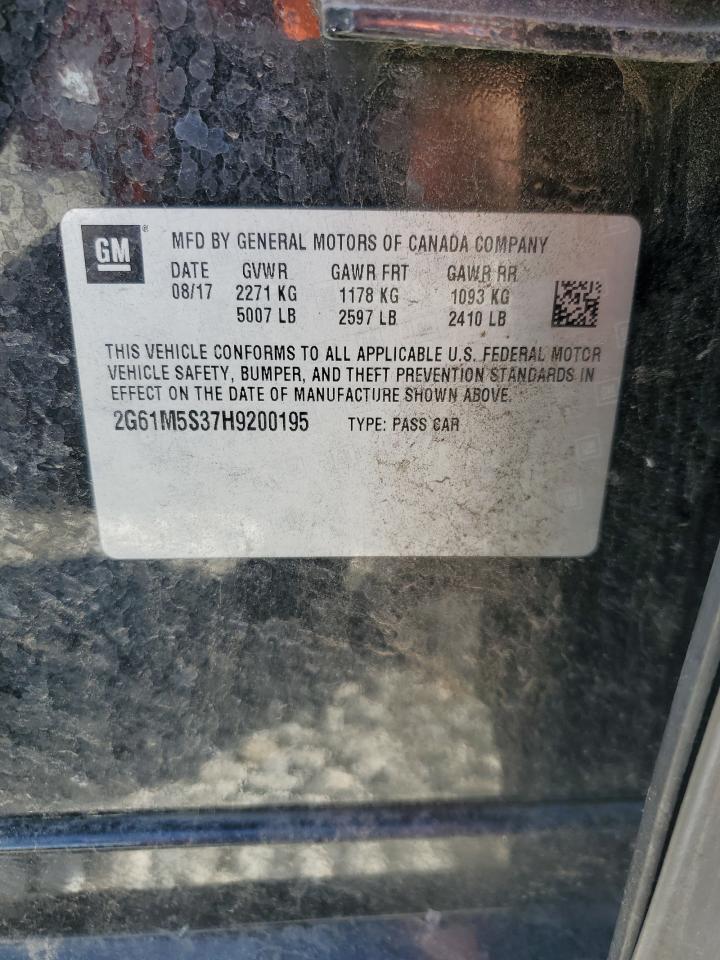 GM®
MFD BY GENERAL MOTORS OF CANADA COMPANY
DATE GVWR GAWR FRT GAWR RR
08/17 2271 KG 1178 KG 1093 KG
5007 LB 2597 LB 2410 LB
THIS VEHICLE CONFORMS TO ALL APPLICABLE U.S. FEDERAL MOTOR
VEHICLE SAFETY, BUMPER, AND THEFT PREVENTION STANDARDS IN
EFFECT ON THE DATE OF MANUFACTURE SHOWN ABOVE.
2G61M5S37H9200195 TYPE: PASS CAR